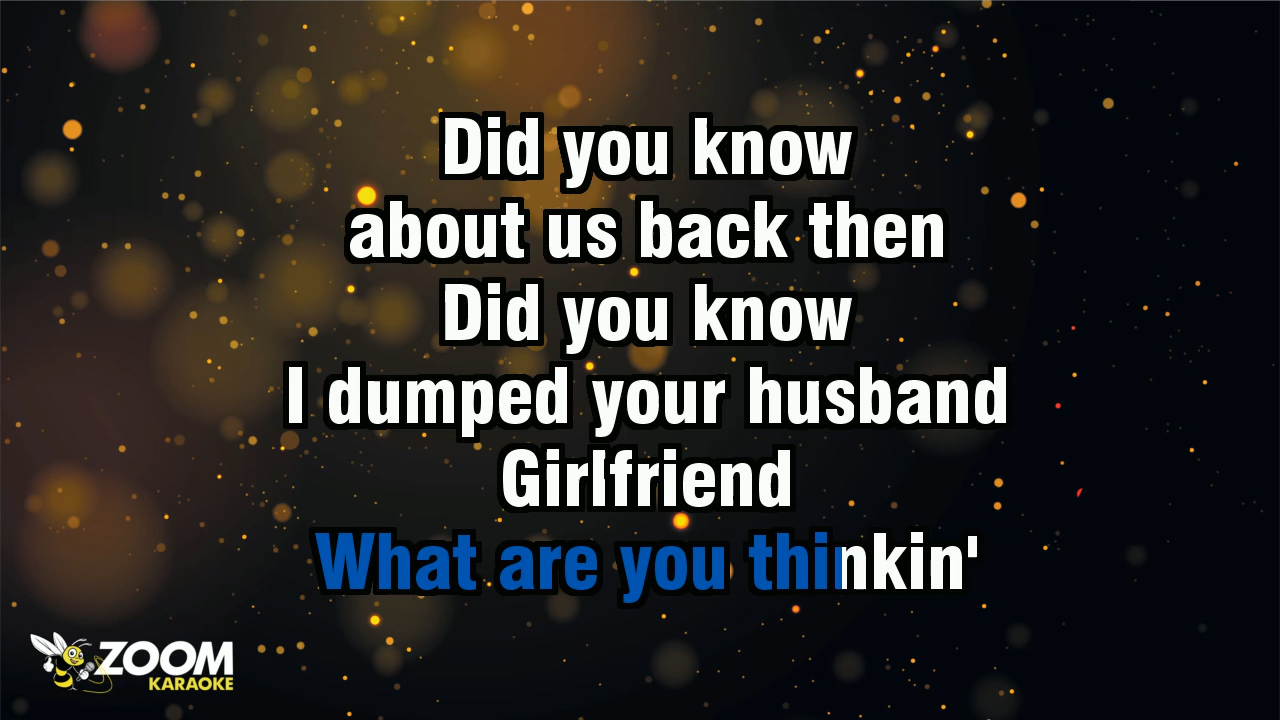 Did you know
about us back then
Did you know
I dumped your husband
Girlfriend
What are you thinkin'
ZOOM
KARAOKE